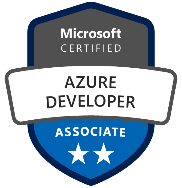 Microsoft
CERTIFIED
AZURE
DEVELOPER
ASSOCIATE